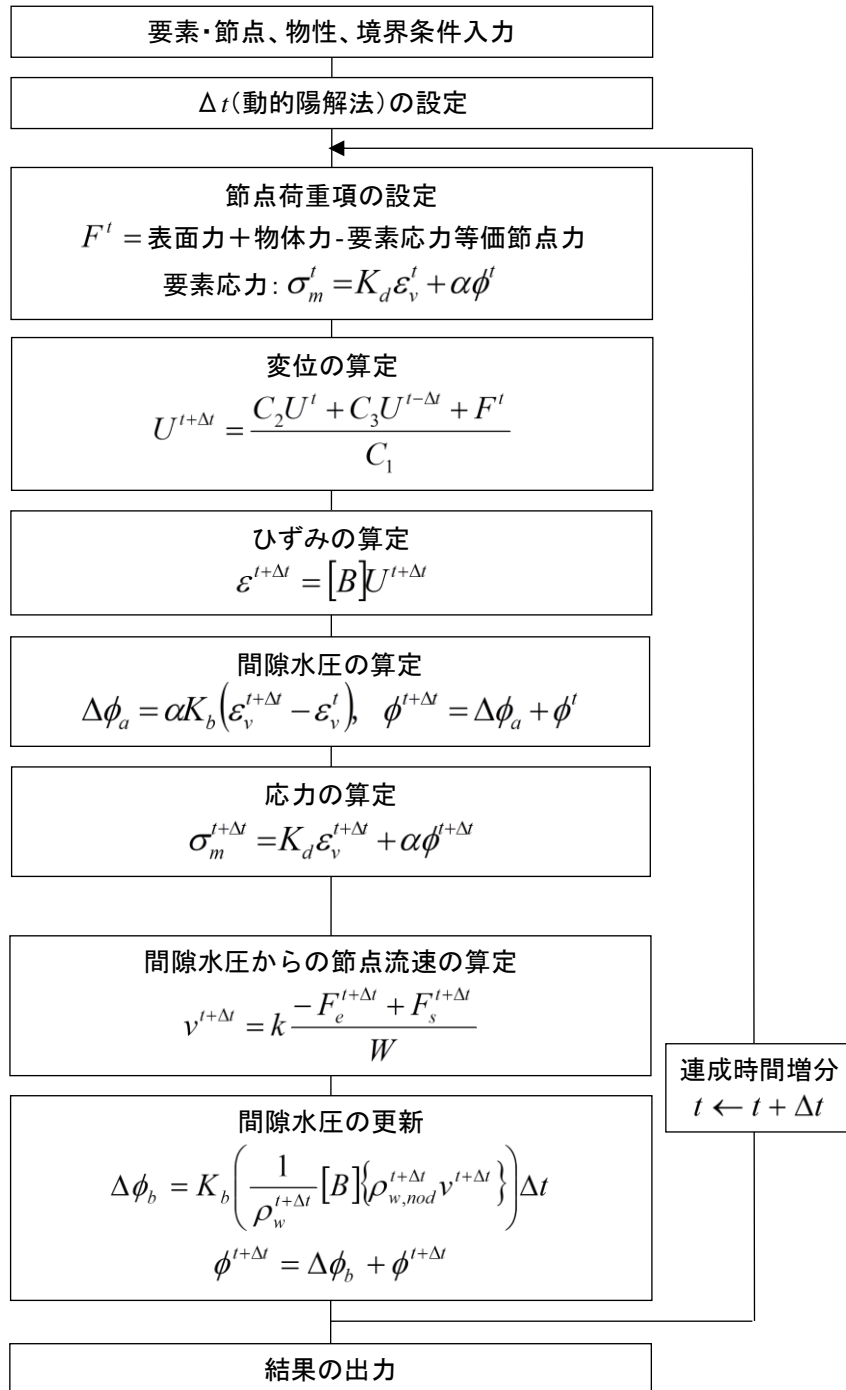 要素・節点、物性、境界条件入力
Δt(動的陽解法)の設定
節点荷重項の設定
F^t = 表面力＋物体力-要素応力等価節点力
要素応力: σ_m^t = K_d ε_v^t + αϕ^t
変位の算定
U^{t+Δt} = \frac{C_2 U^t + C_3 U^{t-Δt} + F^t}{C_1}
ひずみの算定
ε^{t+Δt} = [B]U^{t+Δt}
間隙水圧の算定
Δϕ_a = αK_b(ε_v^{t+Δt} − ε_v^t), ϕ^{t+Δt} = Δϕ_a + ϕ^t
応力の算定
σ_m^{t+Δt} = K_d ε_v^{t+Δt} + αϕ^{t+Δt}
間隙水圧からの節点流速の算定
v^{t+Δt} = k \frac{−F_e^{t+Δt} + F_s^{t+Δt}}{W}
間隙水圧の更新
Δϕ_b = K_b(\frac{1}{ρ_w^{t+Δt}}[B]{ρ_{w,nod}^{t+Δt} v^{t+Δt}})Δt
ϕ^{t+Δt} = Δϕ_b + ϕ^{t+Δt}
連成時間増分
t ← t + Δt
結果の出力